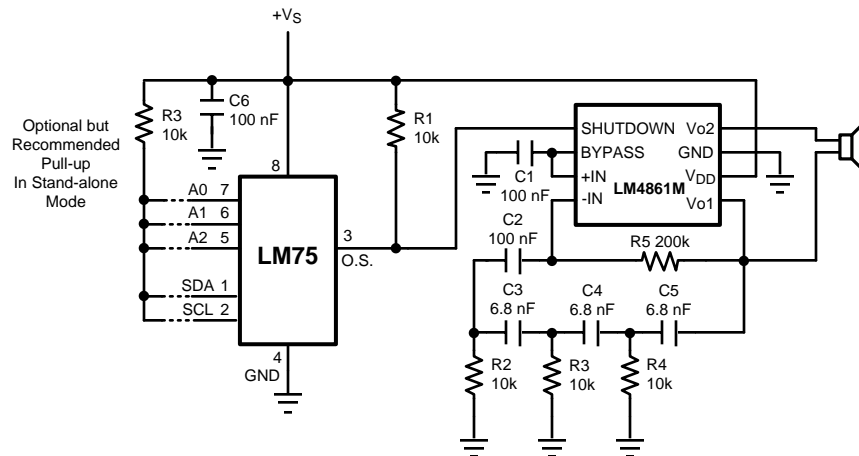 +VS
C6
100 nF
R3
10k
R1
10k
Optional but
Recommended
Pull-up
In Stand-alone
Mode
8
A0 7
A1 6
A2 5
SDA 1
SCL 2
LM75
3
O.S.
4
GND
SHUTDOWN
BYPASS
+IN
-IN
Vo2
GND
VDD
Vo1
LM4861M
C1
100 nF
C2
100 nF
R5 200k
C3
6.8 nF
C4
6.8 nF
C5
6.8 nF
R2
10k
R3
10k
R4
10k